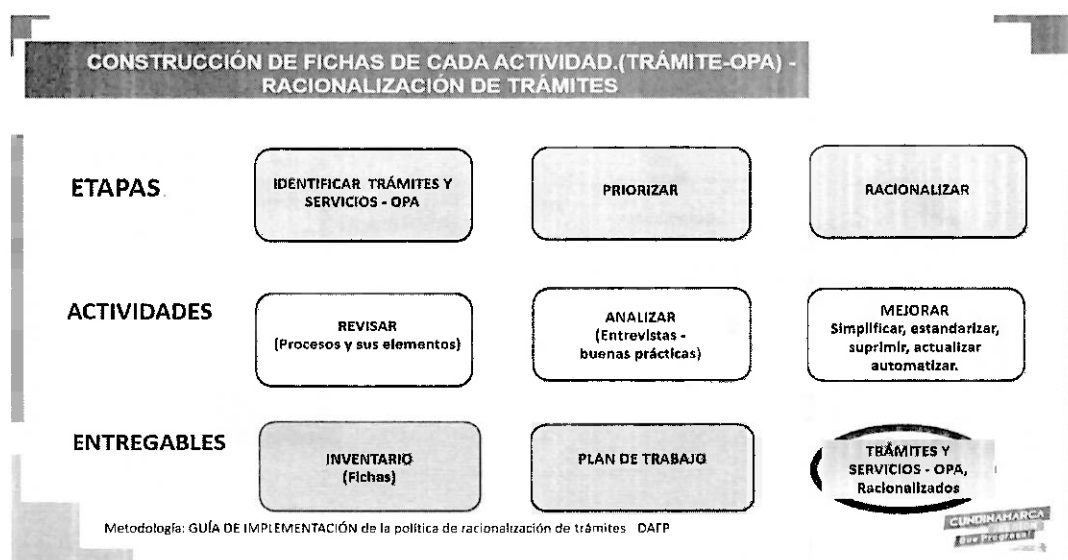 CONSTRUCCIÓN DE FICHAS DE CADA ACTIVIDAD.(TRÁMITE-OPA) -
RACIONALIZACIÓN DE TRÁMITES
ETAPAS
IDENTIFICAR TRÁMITES Y
SERVICIOS - OPA
PRIORIZAR
RACIONALIZAR
ACTIVIDADES
REVISAR
(Procesos y sus elementos)
ANALIZAR
(Entrevistas -
buenas prácticas)
MEJORAR
Simplificar, estandarizar,
suprimir, actualizar
automatizar.
ENTREGABLES
INVENTARIO
(Fichas)
PLAN DE TRABAJO
TRÁMITES Y
SERVICIOS - OPA,
Racionalizados
Metodología: GUÍA DE IMPLEMENTACIÓN de la política de racionalización de trámites DAFP
CUNDINAMARCA
Que Progresa!